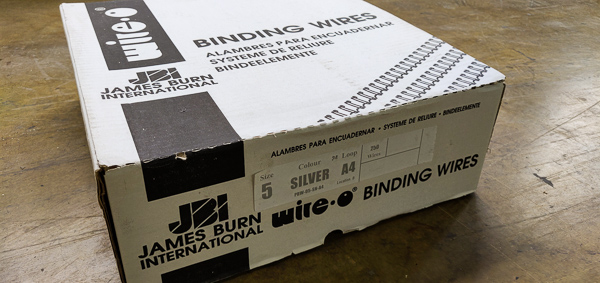 wire-o®
BINDING WIRES
ALAMBRES PARA ENCUADERNAR
SYSTEME DE RELIURE
BINDEELEMENTE
JBI
JAMES BURN
INTERNATIONAL
ALAMBRES PARA ENCUADERNAR • SYSTEME DE RELIURE • BINDEELEMENTE
Size Colour 34 Loop 250
5 SILVER A4 Wires
JBI
JAMES BURN
INTERNATIONAL
wire-o® BINDING WIRES